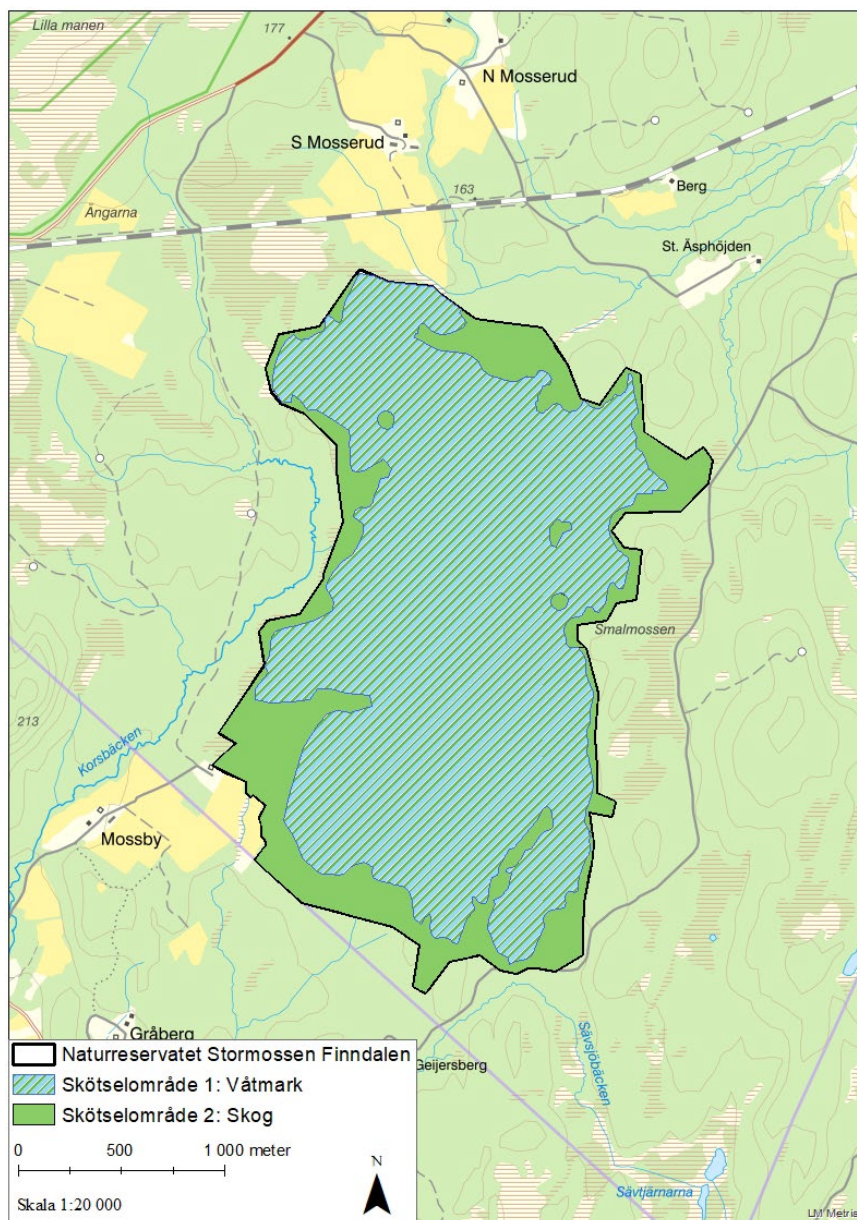 Lilla manen
177
N Mosserud
S Mosserud
163
Berg
Ängarna
St. Äsphöjden
Smalmossen
213
Korsbäcken
Mossby
Gråberg
Geijersberg
Sävsjöbäcken
Sävtjärnarna
Naturreservatet Stormossen Finndalen
Skötselområde 1: Våtmark
Skötselområde 2: Skog
0 500 1 000 meter
N
Skala 1:20 000
LM Metria